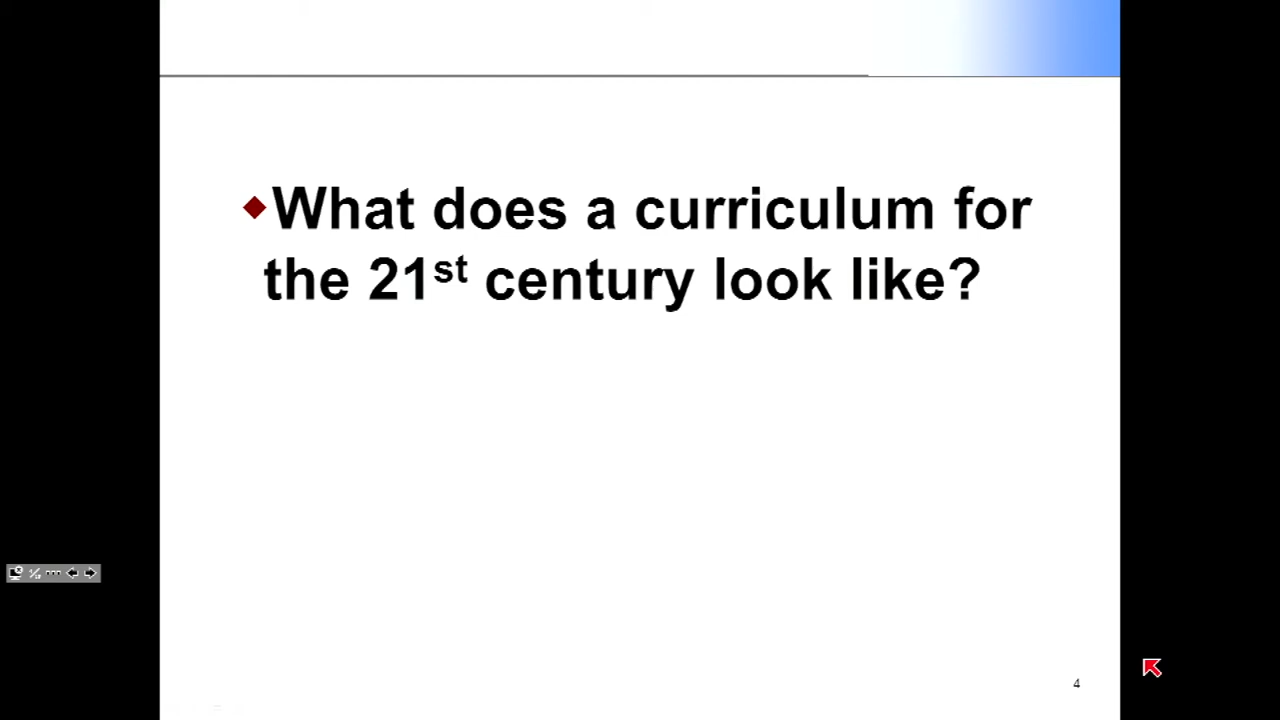 ◆What does a curriculum for
the 21st century look like?
4